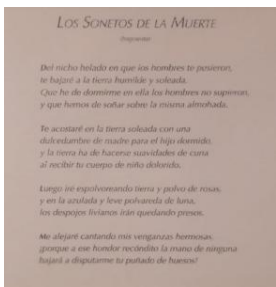 LOS SONETOS DE LA MUERTE
(fragmento)
Del nicho helado en que los hombres te pusieron,
te bajaré a la tierra humilde y soleada.
Que he de dormirme en ella los hombres no supieron,
y que hemos de soñar sobre la misma almohada.
Te acostaré en la tierra soleada con una
dulcedumbre de madre para el hijo dormido,
y la tierra ha de hacerse suavidades de cuna
al recibir tu cuerpo de niño dolorido.
Luego iré espolvoreando tierra y polvo de rosas,
y en la azulada y leve polvareda de luna,
los despojos livianos irán quedando presos.
Me alejaré cantando mis venganzas hermosas,
¡porque a ese hondor recóndito la mano de ninguna
bajará a disputarme tu puñado de huesos!